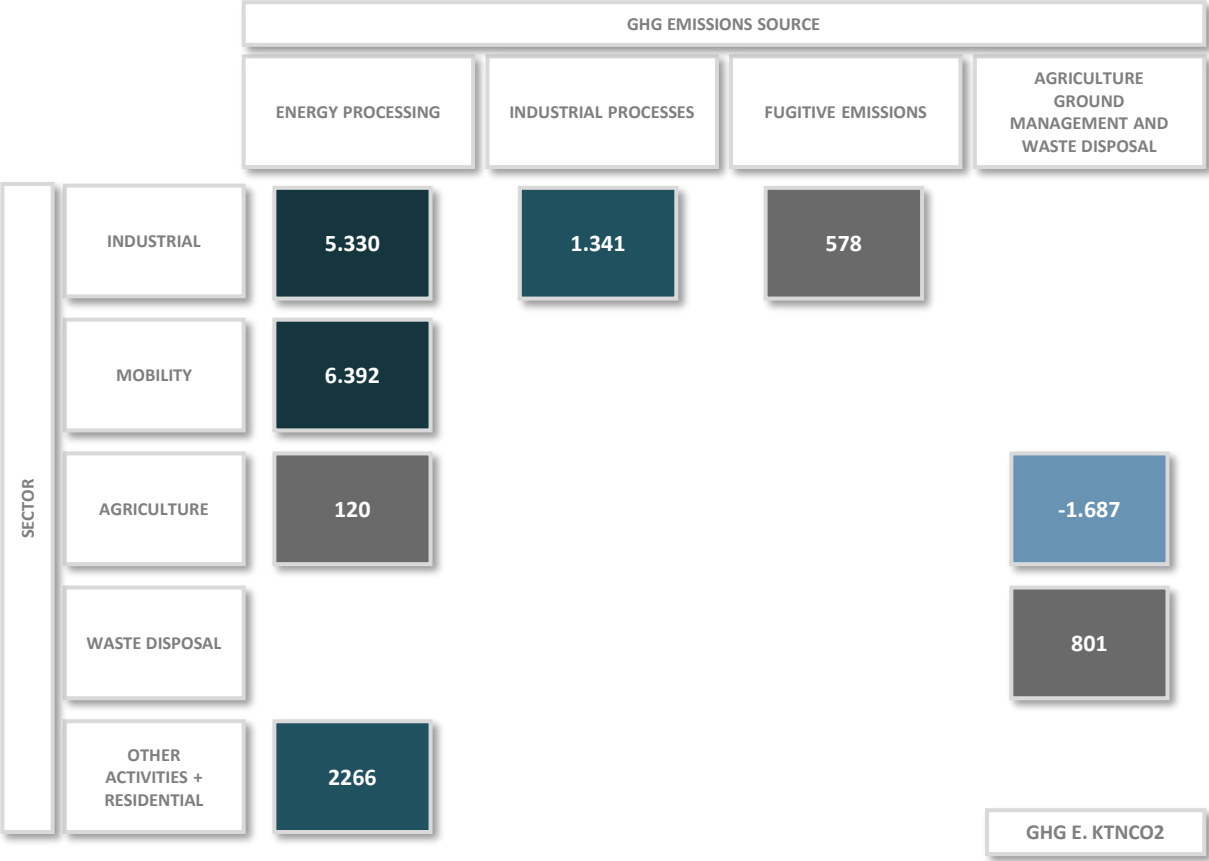 GHG EMISSIONS SOURCE
ENERGY PROCESSING
INDUSTRIAL PROCESSES
FUGITIVE EMISSIONS
AGRICULTURE
GROUND
MANAGEMENT AND
WASTE DISPOSAL
SECTOR
INDUSTRIAL
5.330
1.341
578
MOBILITY
6.392
AGRICULTURE
120
-1.687
WASTE DISPOSAL
801
OTHER
ACTIVITIES +
RESIDENTIAL
2266
GHG E. KTNCO2